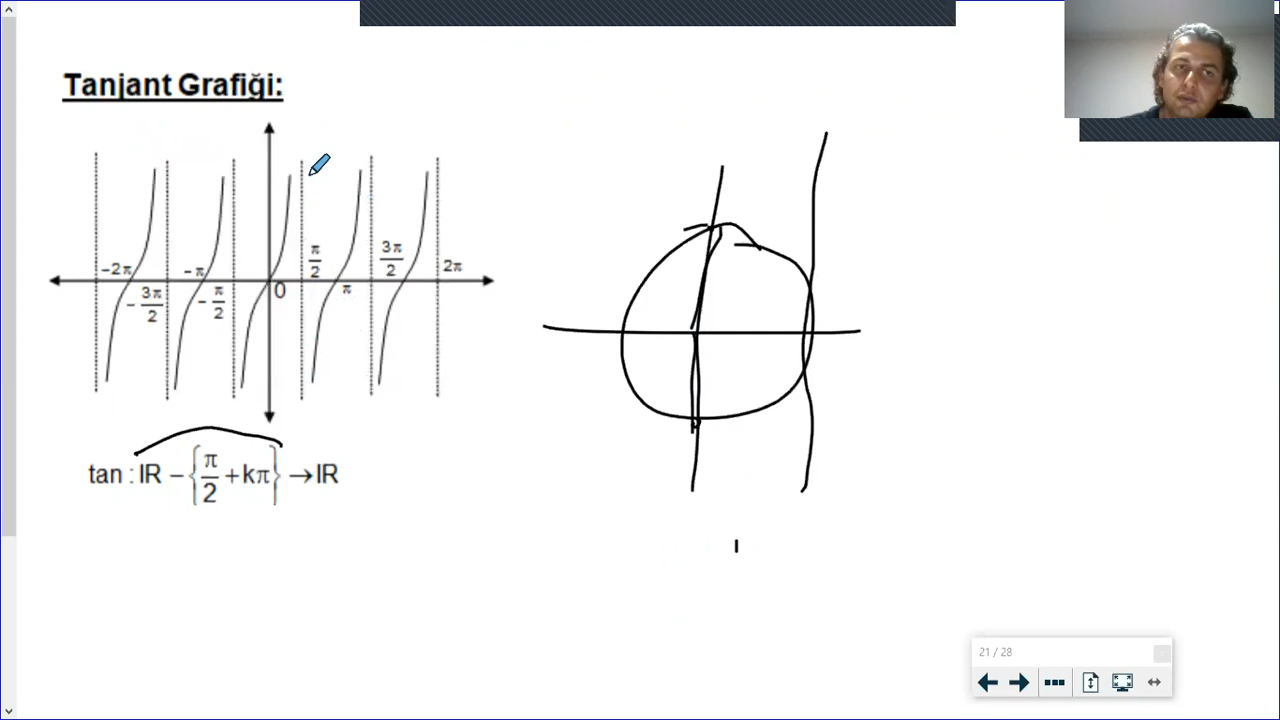 Tanjant Grafiği:
−2π
−3π/2
−π
−π/2
0
π/2
π
3π/2
2π
tan : IR − {π/2 + kπ} → IR
21 / 28